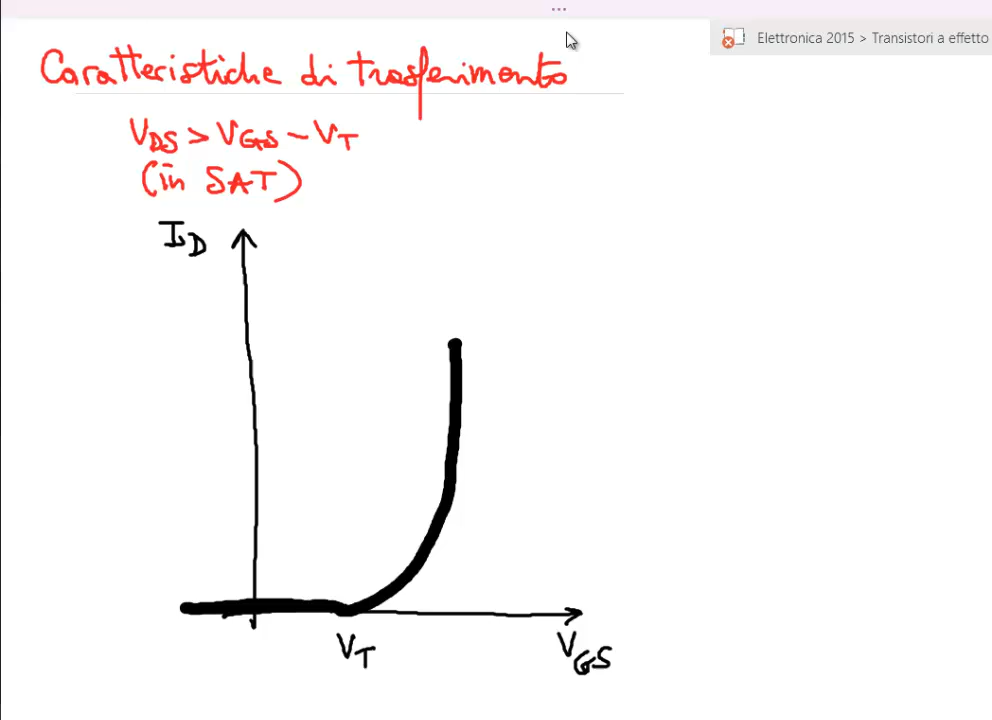 ...
Elettronica 2015 > Transistori a effetto
Caratteristiche di trasferimento
VDS > VGS - VT
(in SAT)
ID
VT
VGS